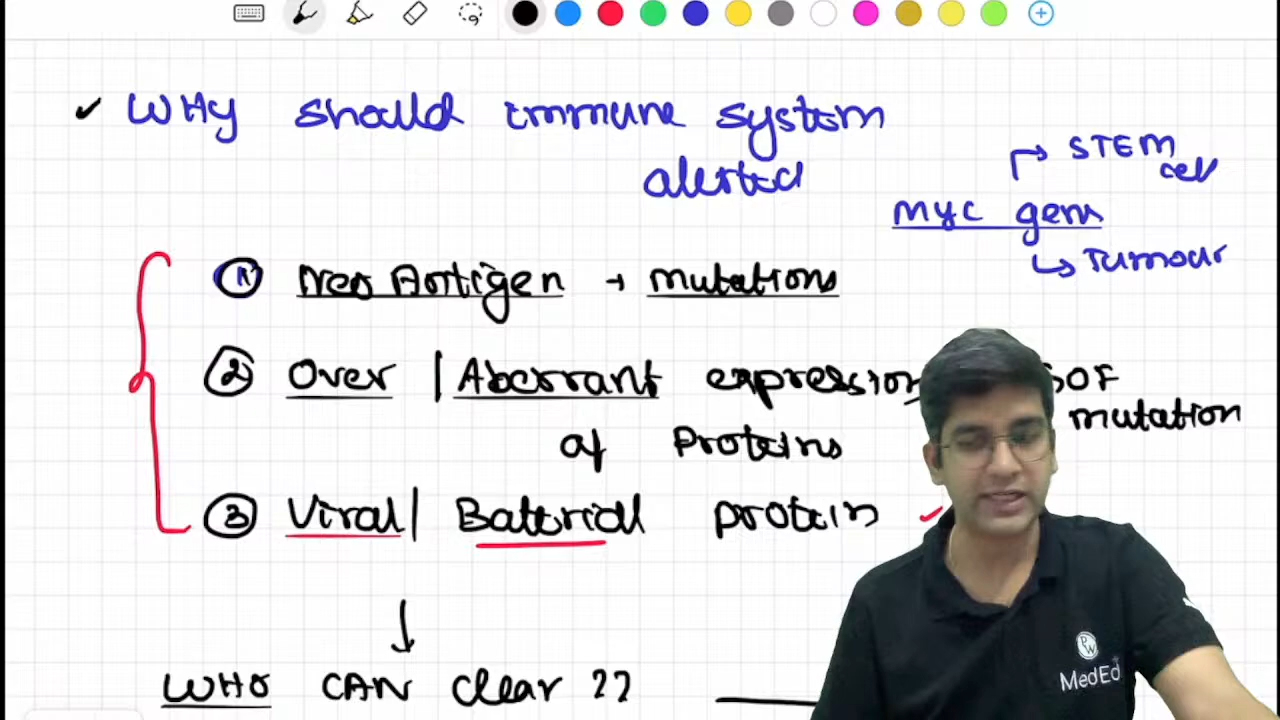 ✓ WHy should immune system
alerted
Myc gene
→ STEM
cell
→ Tumour
① Neo Antigen + mutations
② Over | Aberrant expression
of Proteins
OF
mutation
③ Viral | Baterial protein ✓
↓
WHO CAN clear ??
PW
MedEd